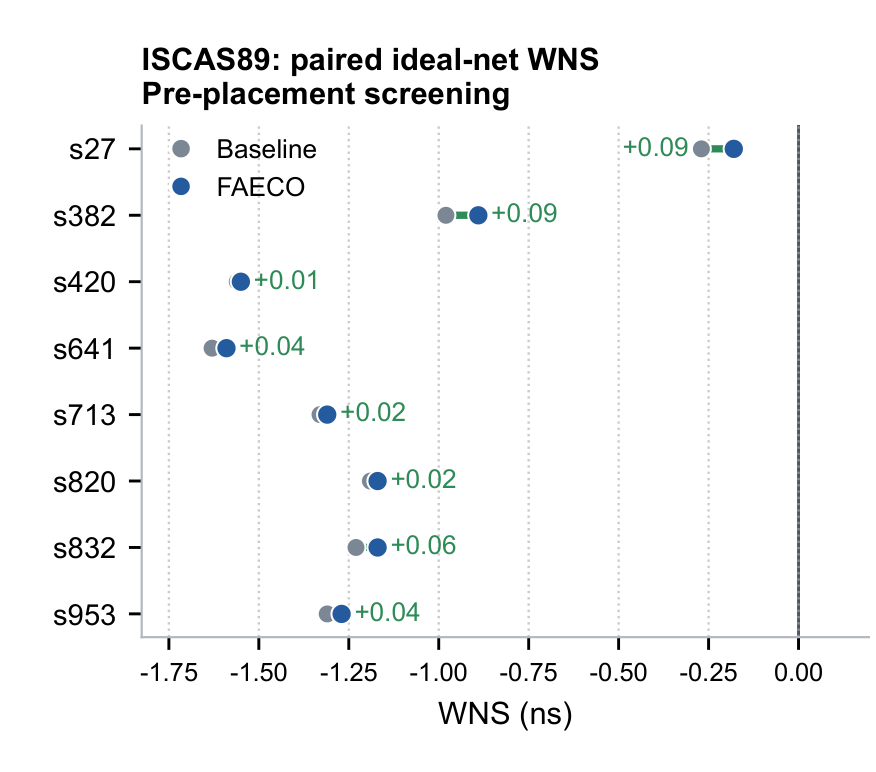 ISCAS89: paired ideal-net WNS
Pre-placement screening
Baseline
FAECO
s27 +0.09
s382 +0.09
s420 +0.01
s641 +0.04
s713 +0.02
s820 +0.02
s832 +0.06
s953 +0.04
-1.75 -1.50 -1.25 -1.00 -0.75 -0.50 -0.25 0.00
WNS (ns)